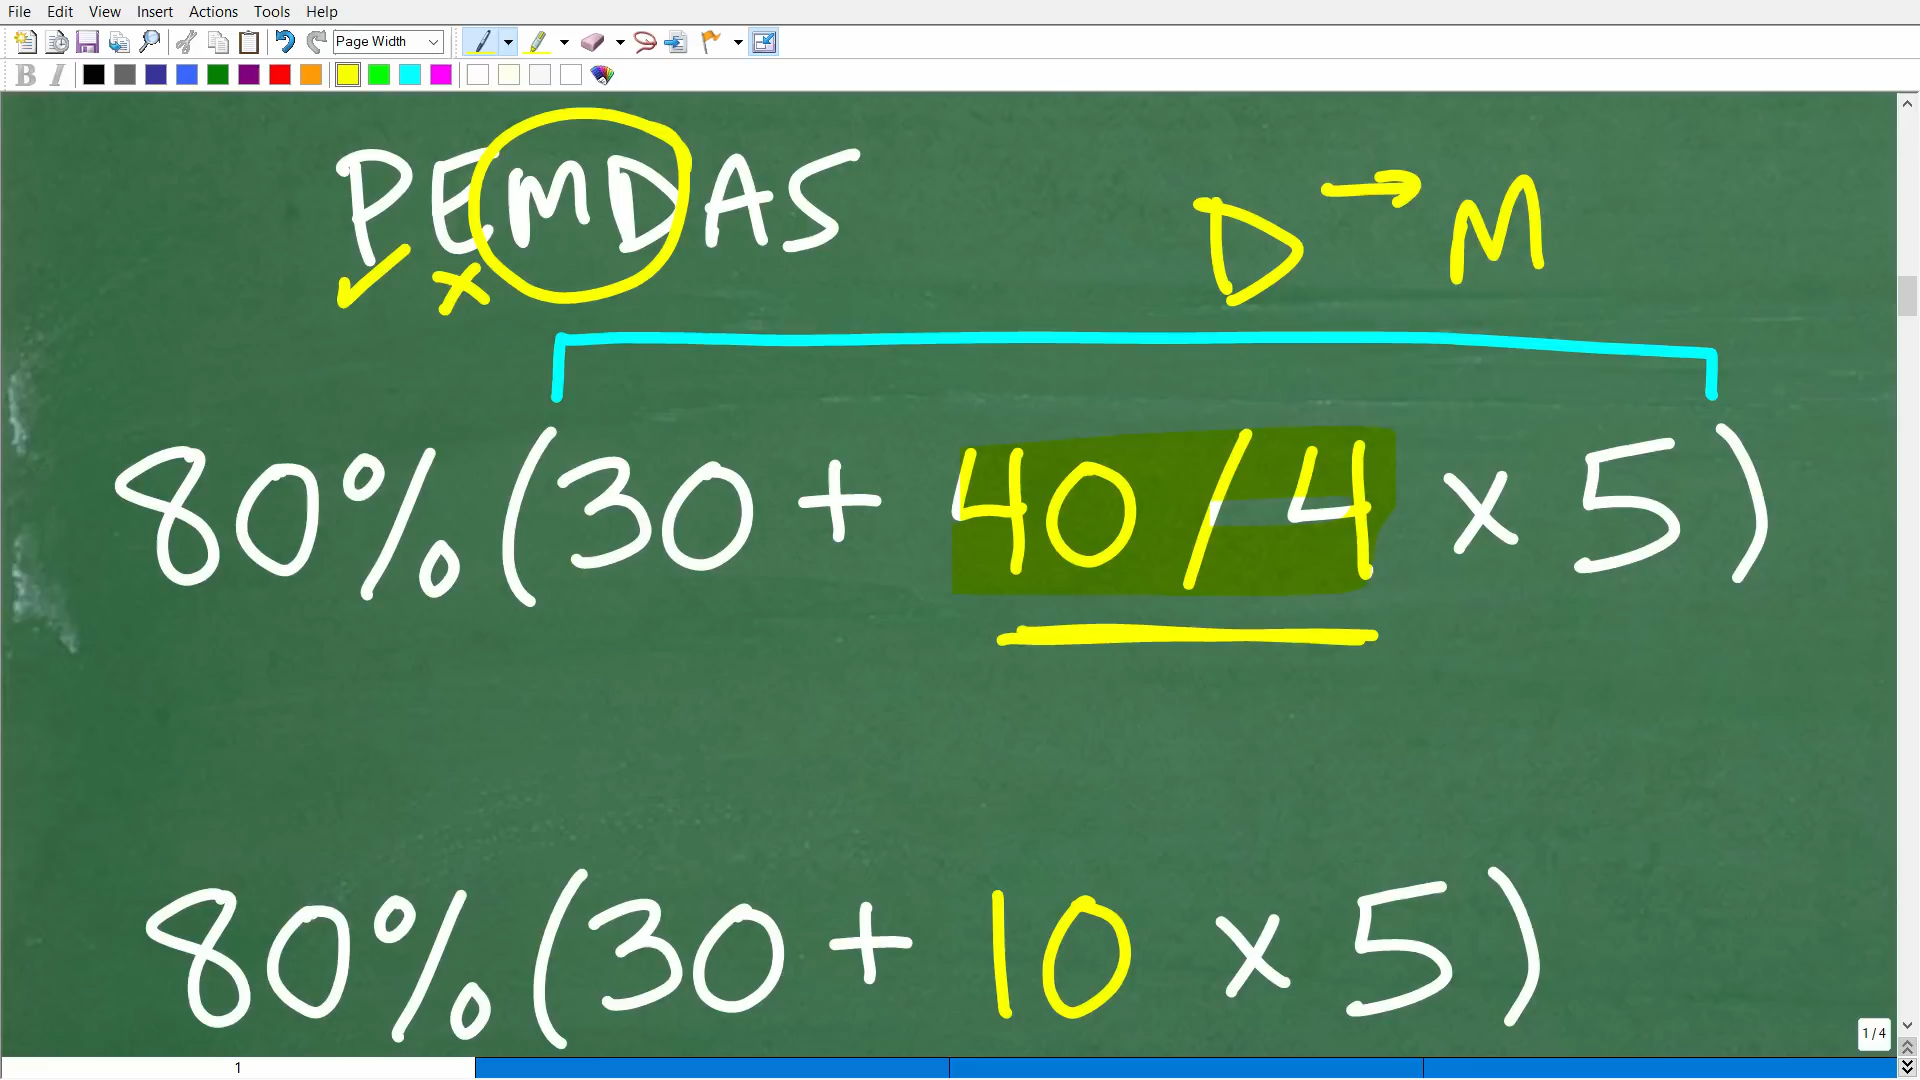 File Edit View Insert Actions Tools Help
Page Width
B I
PEMDAS
D → M
80% (30 + 40 / 4 x 5)
80% (30 + 10 x 5)
1 / 4
1